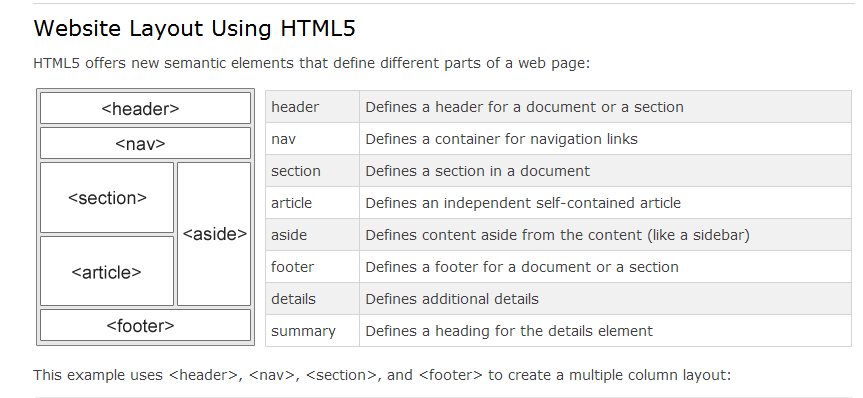 Website Layout Using HTML5
HTML5 offers new semantic elements that define different parts of a web page:
<header>
<nav>
<section>
<aside>
<article>
<footer>
header Defines a header for a document or a section
nav Defines a container for navigation links
section Defines a section in a document
article Defines an independent self-contained article
aside Defines content aside from the content (like a sidebar)
footer Defines a footer for a document or a section
details Defines additional details
summary Defines a heading for the details element
This example uses <header>, <nav>, <section>, and <footer> to create a multiple column layout: